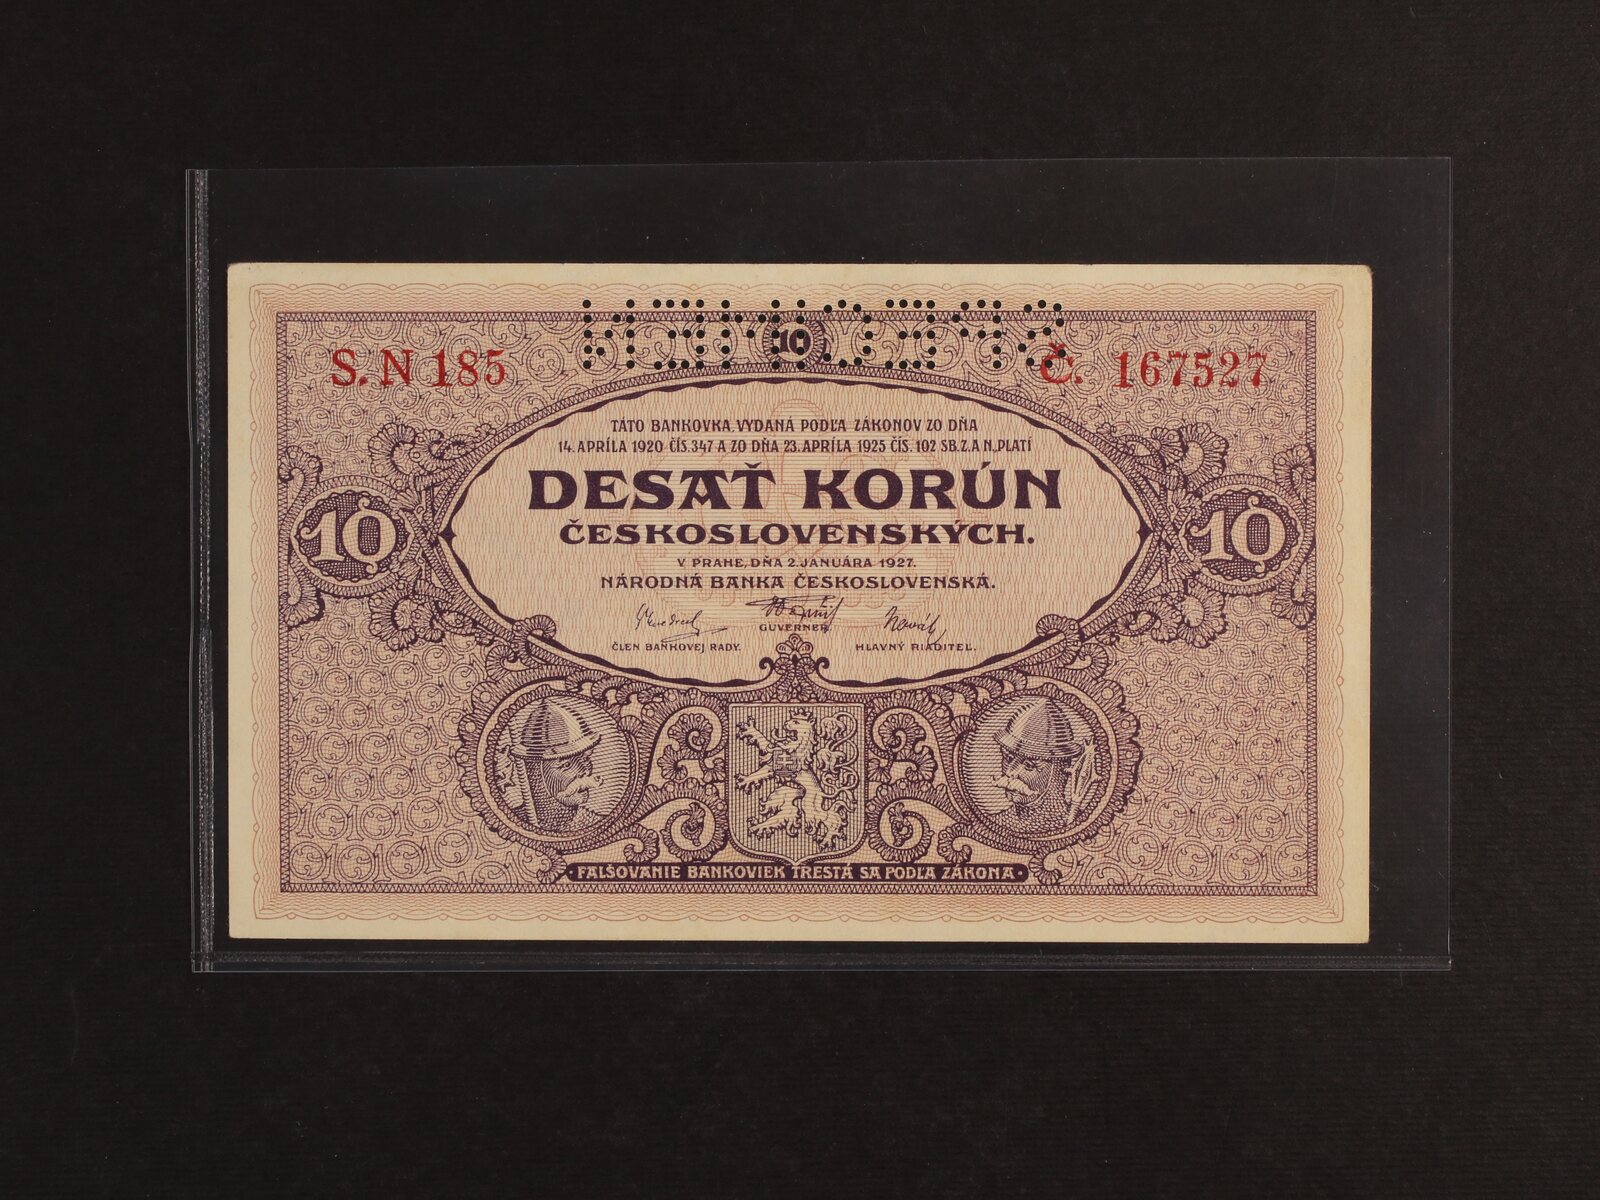 SPECIMEN
10
S. N 185
Č. 167527
TÁTO BANKOVKA, VYDANÁ PODĽA ZÁKONOV ZO DŇA
14. APRÍLA 1920 ČÍS. 347 A ZO DŇA 23. APRÍLA 1925 ČÍS. 102 SB. Z. A N., PLATÍ
DESAŤ KORÚN
ČESKOSLOVENSKÝCH.
10
10
V PRAHE, DŇA 2. JANUÁRA 1927.
NÁRODNÁ BANKA ČESKOSLOVENSKÁ.
GUVERNER.
ČLEN BANKOVEJ RADY.
HLAVNÝ RIADITEĽ.
· FALŠOVANIE BANKOVIEK TRESTÁ SA PODĽA ZÁKONA ·